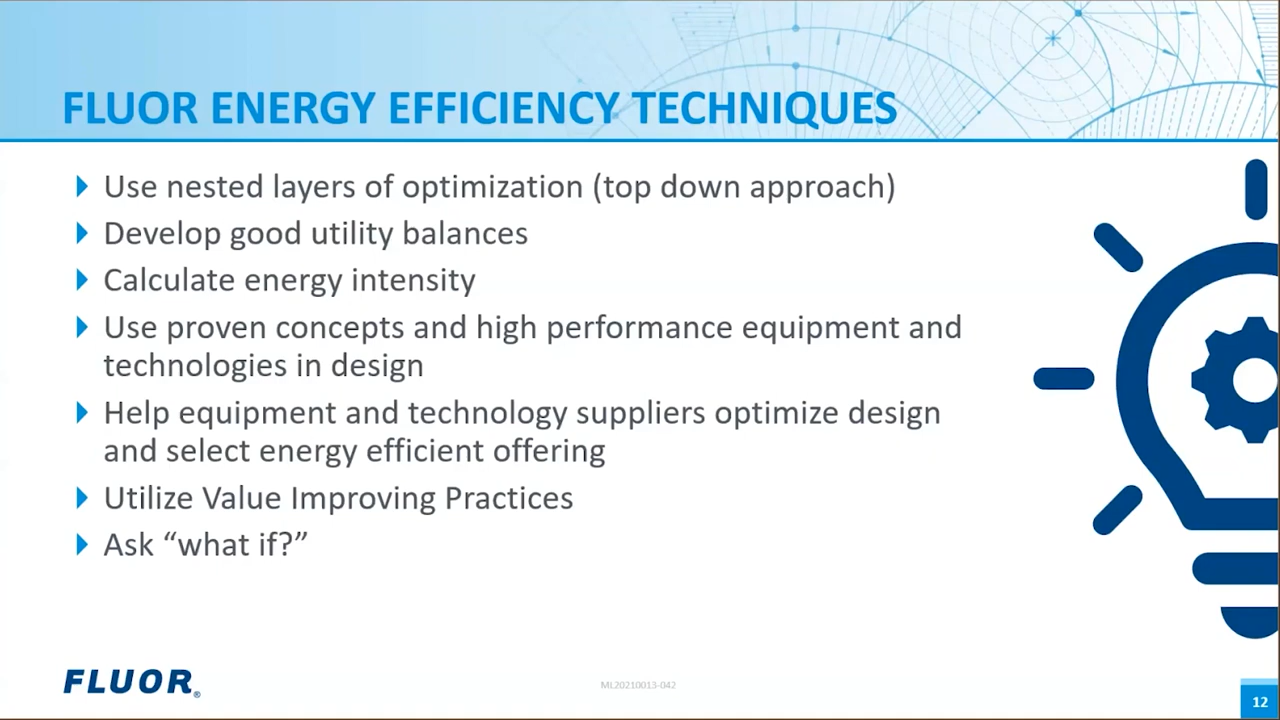 FLUOR ENERGY EFFICIENCY TECHNIQUES
Use nested layers of optimization (top down approach)
Develop good utility balances
Calculate energy intensity
Use proven concepts and high performance equipment and
technologies in design
Help equipment and technology suppliers optimize design
and select energy efficient offering
Utilize Value Improving Practices
Ask “what if?”
FLUOR®
ML20210013-042
12